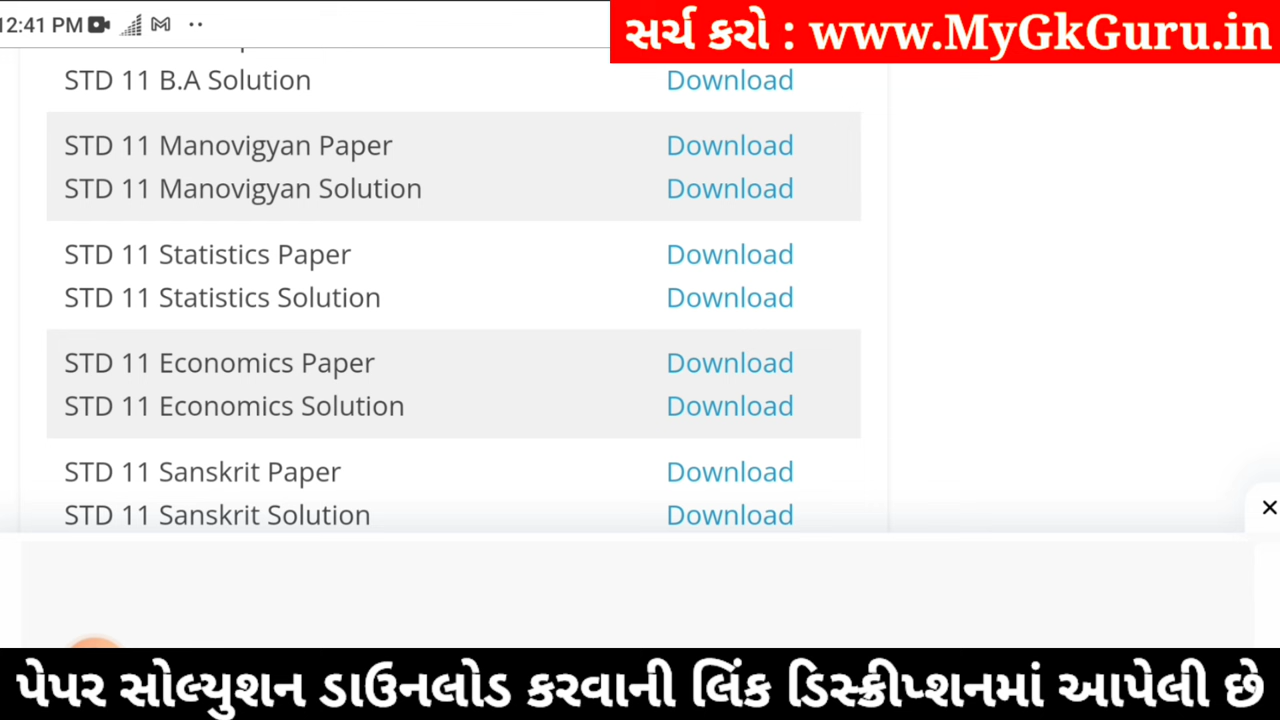 12:41 PM
સર્ચ કરો : www.MyGkGuru.in
STD 11 B.A Solution Download
STD 11 Manovigyan Paper Download
STD 11 Manovigyan Solution Download
STD 11 Statistics Paper Download
STD 11 Statistics Solution Download
STD 11 Economics Paper Download
STD 11 Economics Solution Download
STD 11 Sanskrit Paper Download
STD 11 Sanskrit Solution Download
પેપર સોલ્યુશન ડાઉનલોડ કરવાની લિંક ડિસ્ક્રીપ્શનમાં આપેલી છે